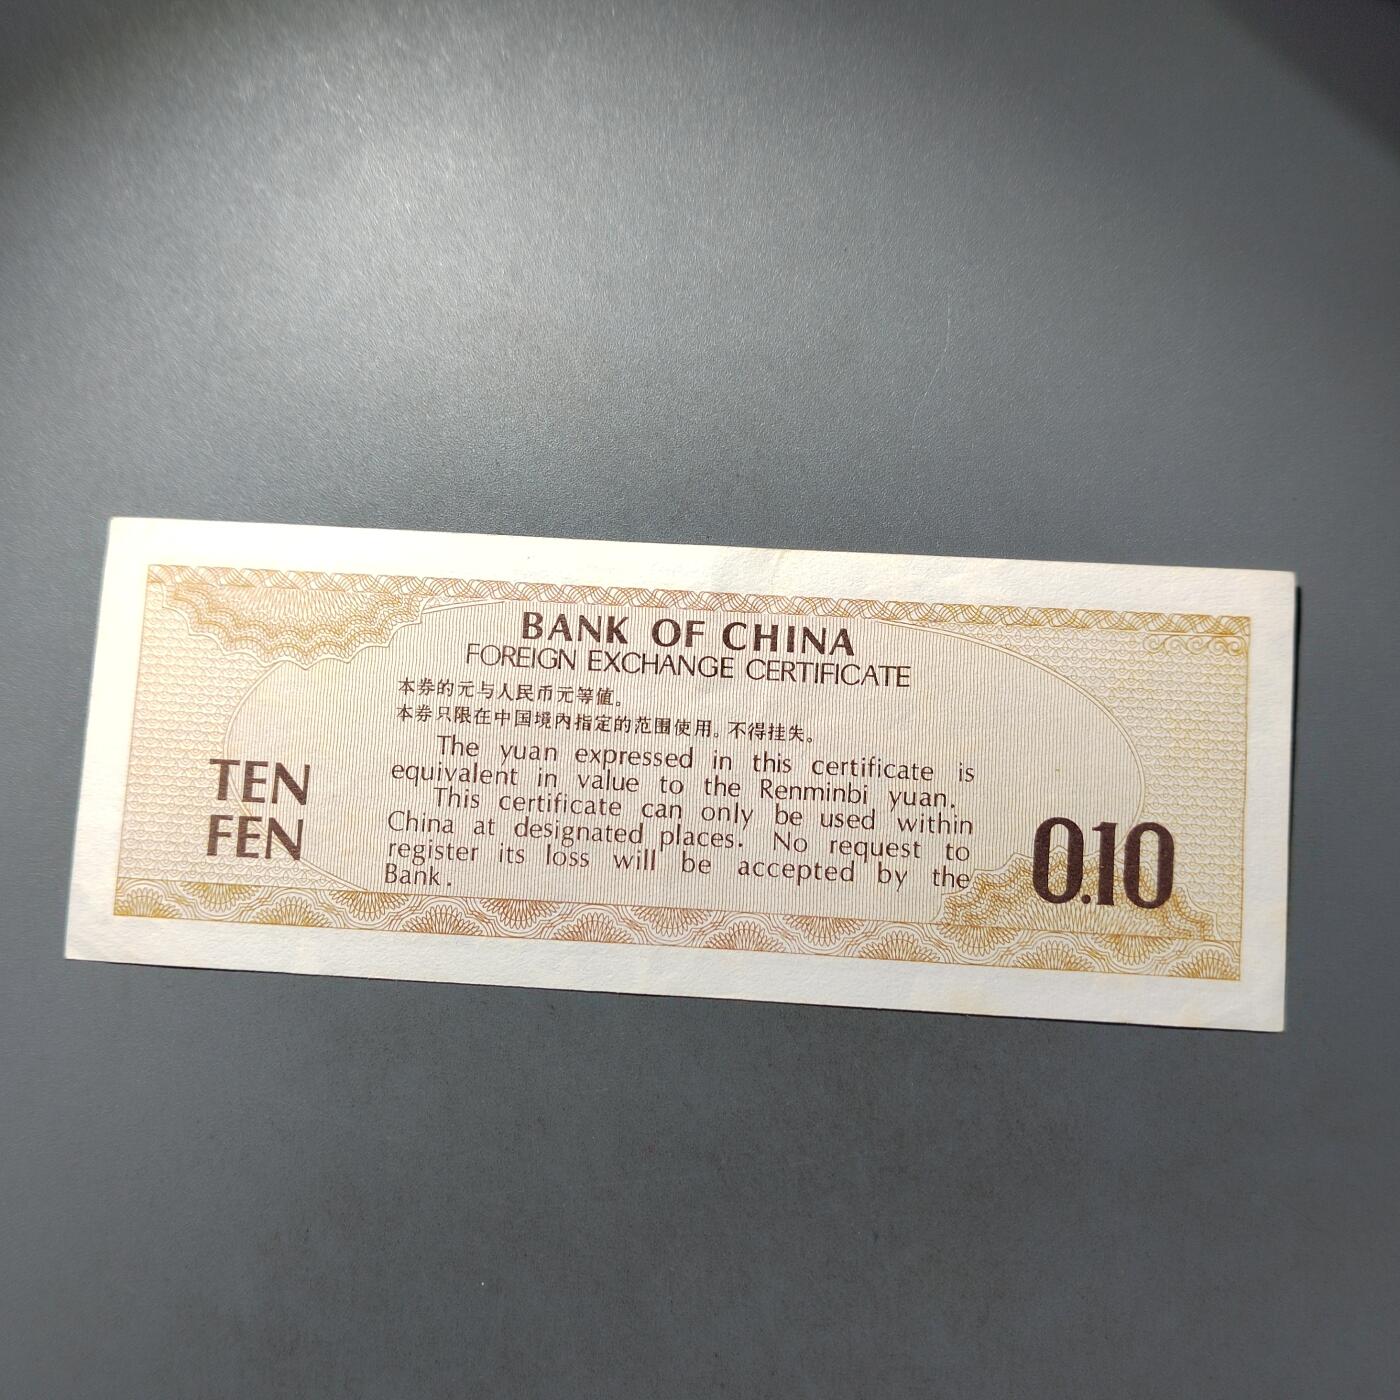 BANK OF CHINA
FOREIGN EXCHANGE CERTIFICATE
本券的元与人民币元等值。
本券只限在中国境内指定的范围使用。不得挂失。
The yuan expressed in this certificate is
equivalent in value to the Renminbi yuan.
This certificate can only be used within
China at designated places. No request to
register its loss will be accepted by the
Bank.
TEN
FEN
0.10